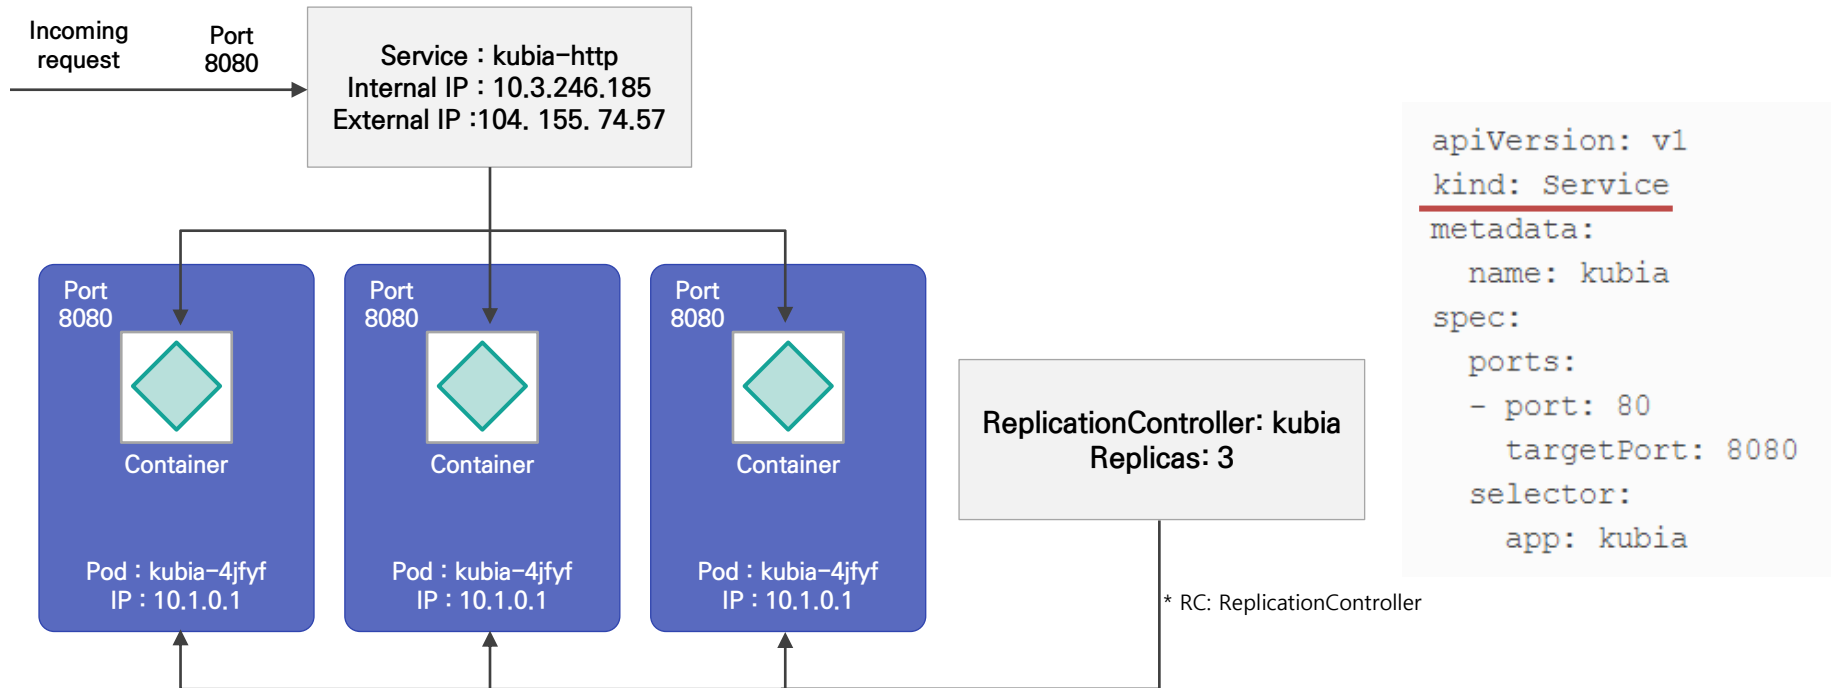 Incoming
request
Port
8080
Service : kubia-http
Internal IP : 10.3.246.185
External IP :104. 155. 74.57
Port
8080
Container
Pod : kubia-4jfyf
IP : 10.1.0.1
Port
8080
Container
Pod : kubia-4jfyf
IP : 10.1.0.1
Port
8080
Container
Pod : kubia-4jfyf
IP : 10.1.0.1
ReplicationController: kubia
Replicas: 3
* RC: ReplicationController
apiVersion: v1
kind: Service
metadata:
  name: kubia
spec:
  ports:
  - port: 80
    targetPort: 8080
  selector:
    app: kubia